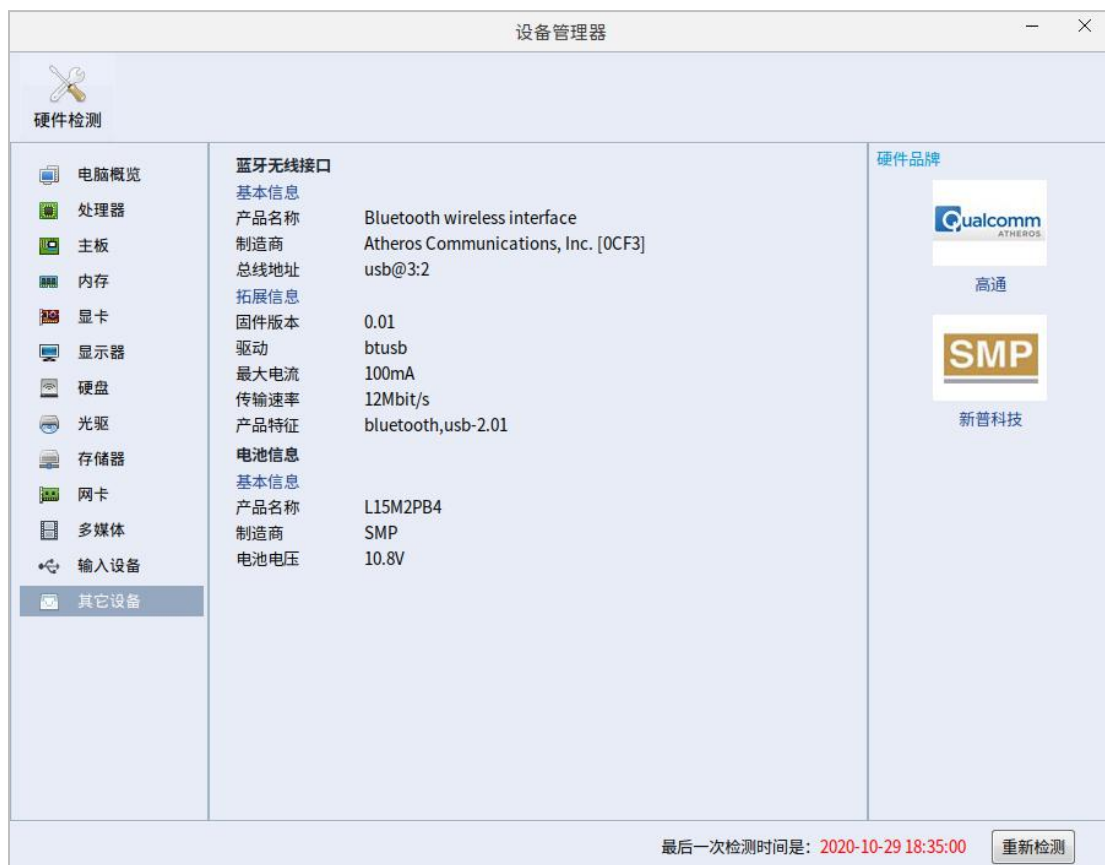 设备管理器
硬件检测
电脑概览
处理器
主板
内存
显卡
显示器
硬盘
光驱
存储器
网卡
多媒体
输入设备
其它设备
蓝牙无线接口
基本信息
产品名称 Bluetooth wireless interface
制造商 Atheros Communications, Inc. [0CF3]
总线地址 usb@3:2
拓展信息
固件版本 0.01
驱动 btusb
最大电流 100mA
传输速率 12Mbit/s
产品特征 bluetooth,usb-2.01
电池信息
基本信息
产品名称 L15M2PB4
制造商 SMP
电池电压 10.8V
硬件品牌
Qualcomm
ATHEROS
高通
SMP
新普科技
最后一次检测时间是：2020-10-29 18:35:00 重新检测